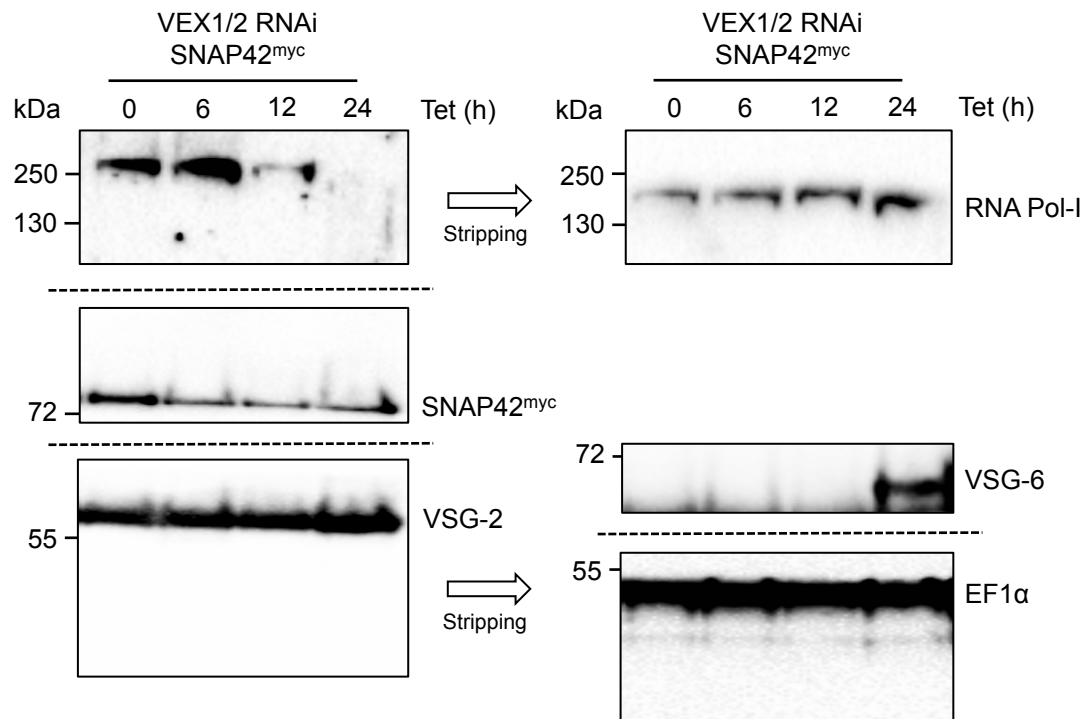 VEX1/2 RNAi
SNAP42myc
kDa 0 6 12 24 Tet (h)
250
130
Stripping
72
SNAP42myc
55
VSG-2
Stripping
VEX1/2 RNAi
SNAP42myc
kDa 0 6 12 24 Tet (h)
250
130
RNA Pol-I
72
VSG-6
55
EF1α